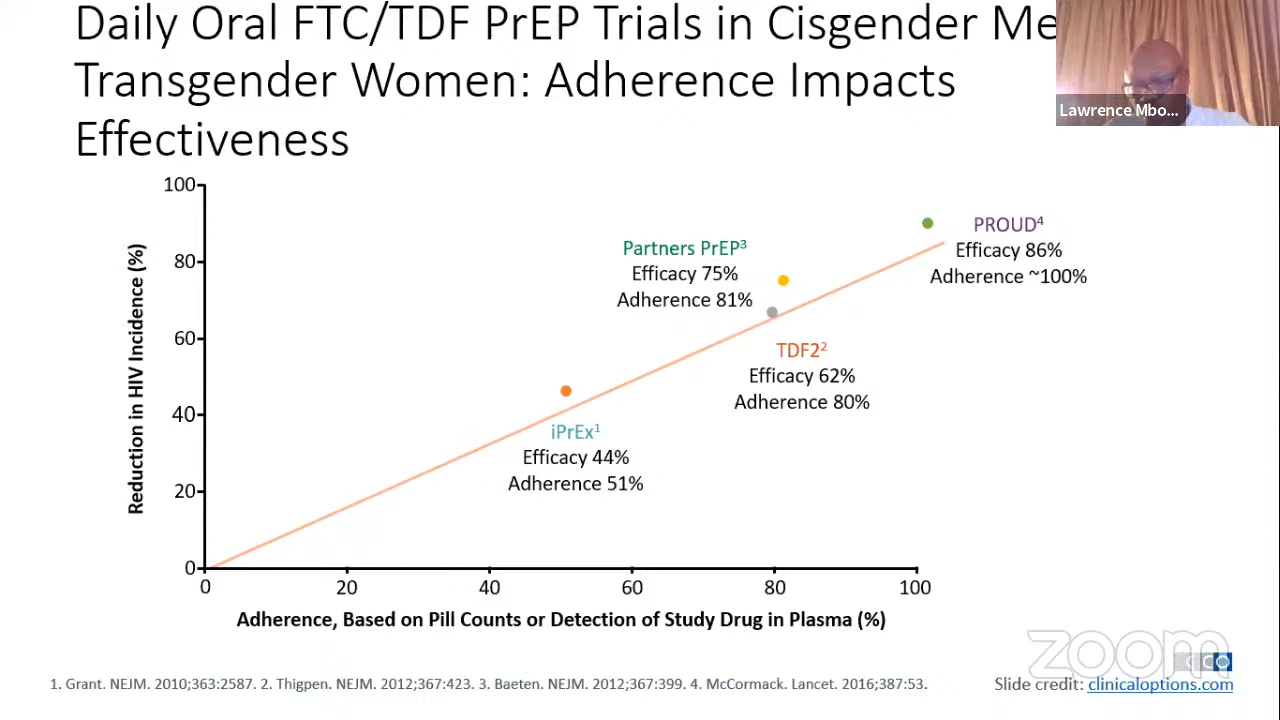 Daily Oral FTC/TDF PrEP Trials in Cisgender Me
Transgender Women: Adherence Impacts
Effectiveness
Lawrence Mbo...
100
80
60
40
20
0
Reduction in HIV Incidence (%)
PROUD⁴
Efficacy 86%
Adherence ~100%
Partners PrEP³
Efficacy 75%
Adherence 81%
TDF2²
Efficacy 62%
Adherence 80%
iPrEx¹
Efficacy 44%
Adherence 51%
0 20 40 60 80 100
Adherence, Based on Pill Counts or Detection of Study Drug in Plasma (%)
zoom
1. Grant. NEJM. 2010;363:2587. 2. Thigpen. NEJM. 2012;367:423. 3. Baeten. NEJM. 2012;367:399. 4. McCormack. Lancet. 2016;387:53.
Slide credit: clinicaloptions.com